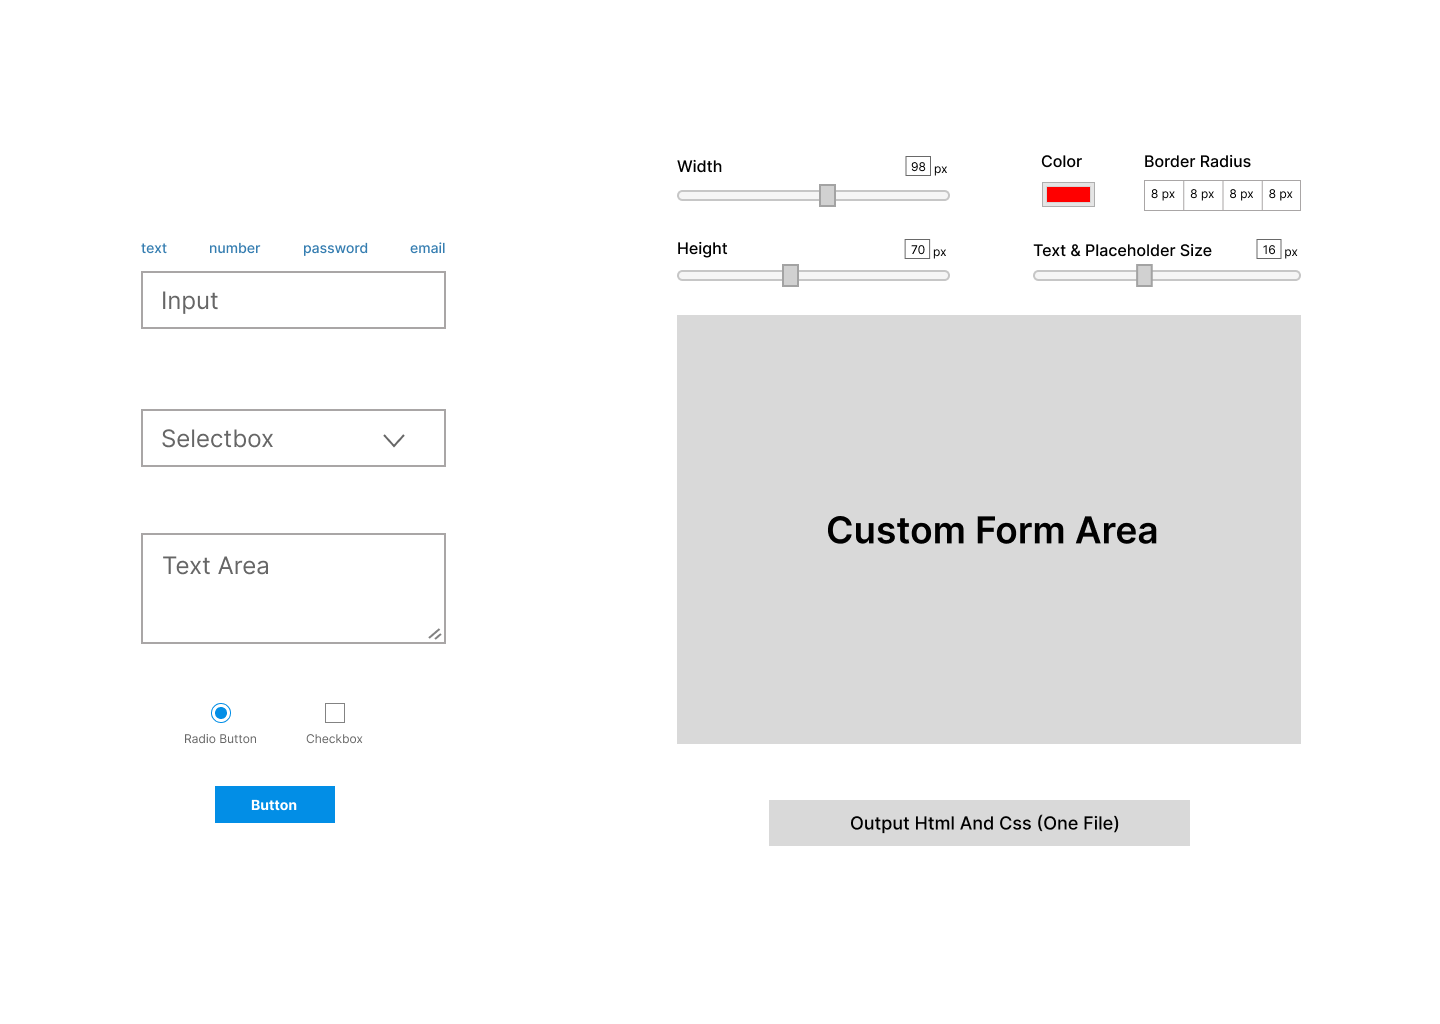 text number password email
Input
Selectbox
Text Area
Radio Button Checkbox
Button
Width 98 px
Height 70 px
Color
Border Radius
8 px 8 px 8 px 8 px
Text & Placeholder Size 16 px
Custom Form Area
Output Html And Css (One File)